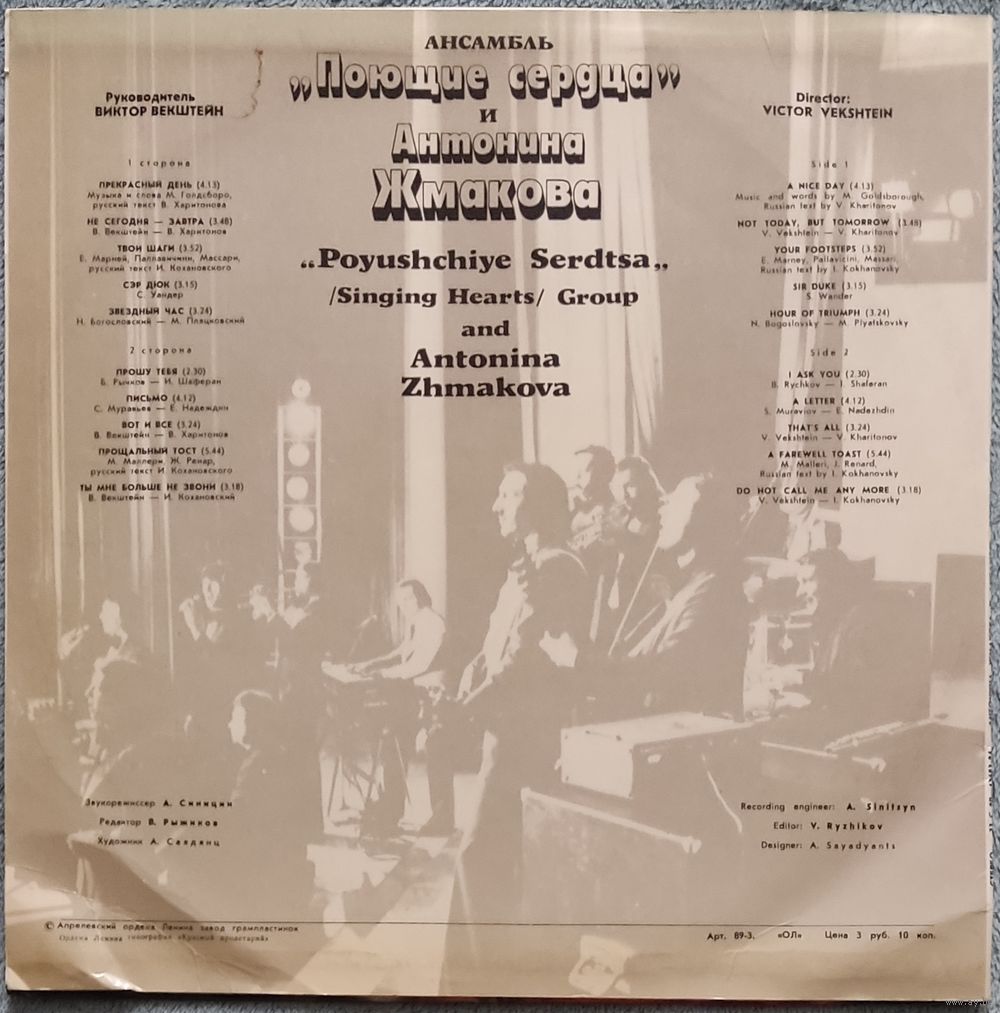 АНСАМБЛЬ
„Поющие сердца”
и
Антонина
Жмакова
„Poyushchiye Serdtsa„
/Singing Hearts/ Group
and
Antonina
Zhmakova
Руководитель
ВИКТОР ВЕКШТЕЙН
1 сторона
ПРЕКРАСНЫЙ ДЕНЬ (4.13)
Музыка и слова М. Голдсборо,
русский текст В. Харитонова
НЕ СЕГОДНЯ — ЗАВТРА (3.48)
В. Векштейн — В. Харитонов
ТВОИ ШАГИ (3.52)
Е. Марней, Паллавичини, Массари,
русский текст И. Кохановского
СЭР ДЮК (3.15)
С. Уандер
ЗВЕЗДНЫЙ ЧАС (3.24)
Н. Богословский — М. Пляцковский
2 сторона
ПРОШУ ТЕБЯ (2.30)
Б. Рычков — И. Шаферан
ПИСЬМО (4.12)
С. Муравьев — Е. Надеждин
ВОТ И ВСЕ (3.24)
В. Векштейн — В. Харитонов
ПРОЩАЛЬНЫЙ ТОСТ (5.44)
М. Маллери, Ж. Ренар,
русский текст И. Кохановского
ТЫ МНЕ БОЛЬШЕ НЕ ЗВОНИ (3.18)
В. Векштейн — И. Кохановский
Director:
VICTOR VEKSHTEIN
Side 1
A NICE DAY (4.13)
Music and words by M. Goldsborough,
Russian text by V. Kharitonov
NOT TODAY, BUT TOMORROW (3.48)
V. Vekshtein — V. Kharitonov
YOUR FOOTSTEPS (3.52)
E. Marney, Pallavicini, Massari,
Russian text by I. Kokhanovsky
SIR DUKE (3.15)
S. Wander
HOUR OF TRIUMPH (3.24)
N. Bogoslovsky — M. Plyatskovsky
Side 2
I ASK YOU (2.30)
B. Rychkov — I. Shaferan
A LETTER (4.12)
S. Muraviov — E. Nadezhdin
THAT'S ALL (3.24)
V. Vekshtein — V. Kharitonov
A FAREWELL TOAST (5.44)
M. Malleri, J. Renard,
Russian text by I. Kokhanovsky
DO NOT CALL ME ANY MORE (3.18)
V. Vekshtein — I. Kokhanovsky
Звукорежиссер А. Синицин
Редактор В. Рыжиков
Художник А. Саядянц
Recording engineer: A. Sinitsyn
Editor: V. Ryzhikov
Designer: A. Sayadyants
© Апрелевский ордена Ленина завод грампластинок
Ордена Ленина типография «Красный пролетарий»
Арт. 89-3. «ОЛ» Цена 3 руб. 10 коп.